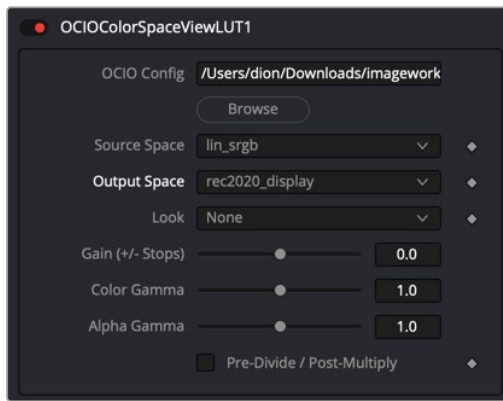 OCIOColorSpaceViewLUT1
OCIO Config /Users/dion/Downloads/imagework
Browse
Source Space lin_srgb
Output Space rec2020_display
Look None
Gain (+/- Stops) 0.0
Color Gamma 1.0
Alpha Gamma 1.0
Pre-Divide / Post-Multiply